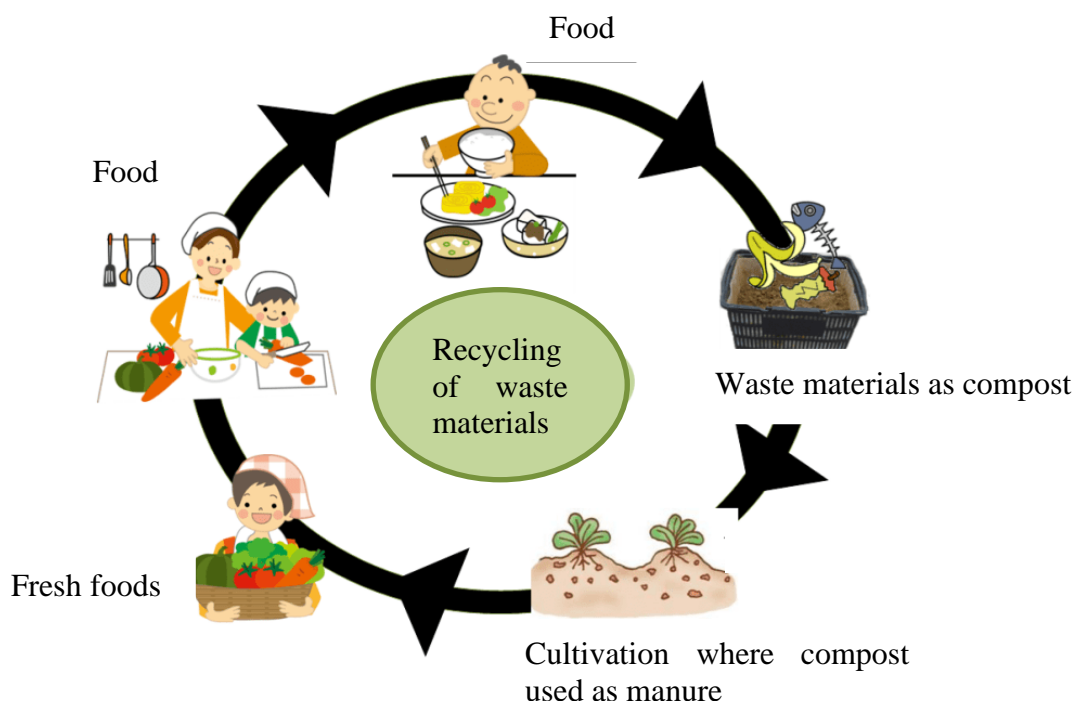 Food
Food
Recycling
of waste
materials
Waste materials as compost
Fresh foods
Cultivation where compost
used as manure